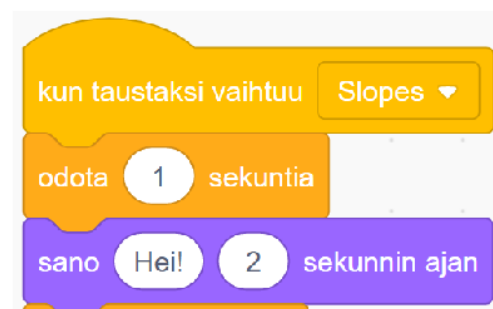 kun taustaksi vaihtuu Slopes
odota 1 sekuntia
sano Hei! 2 sekunnin ajan